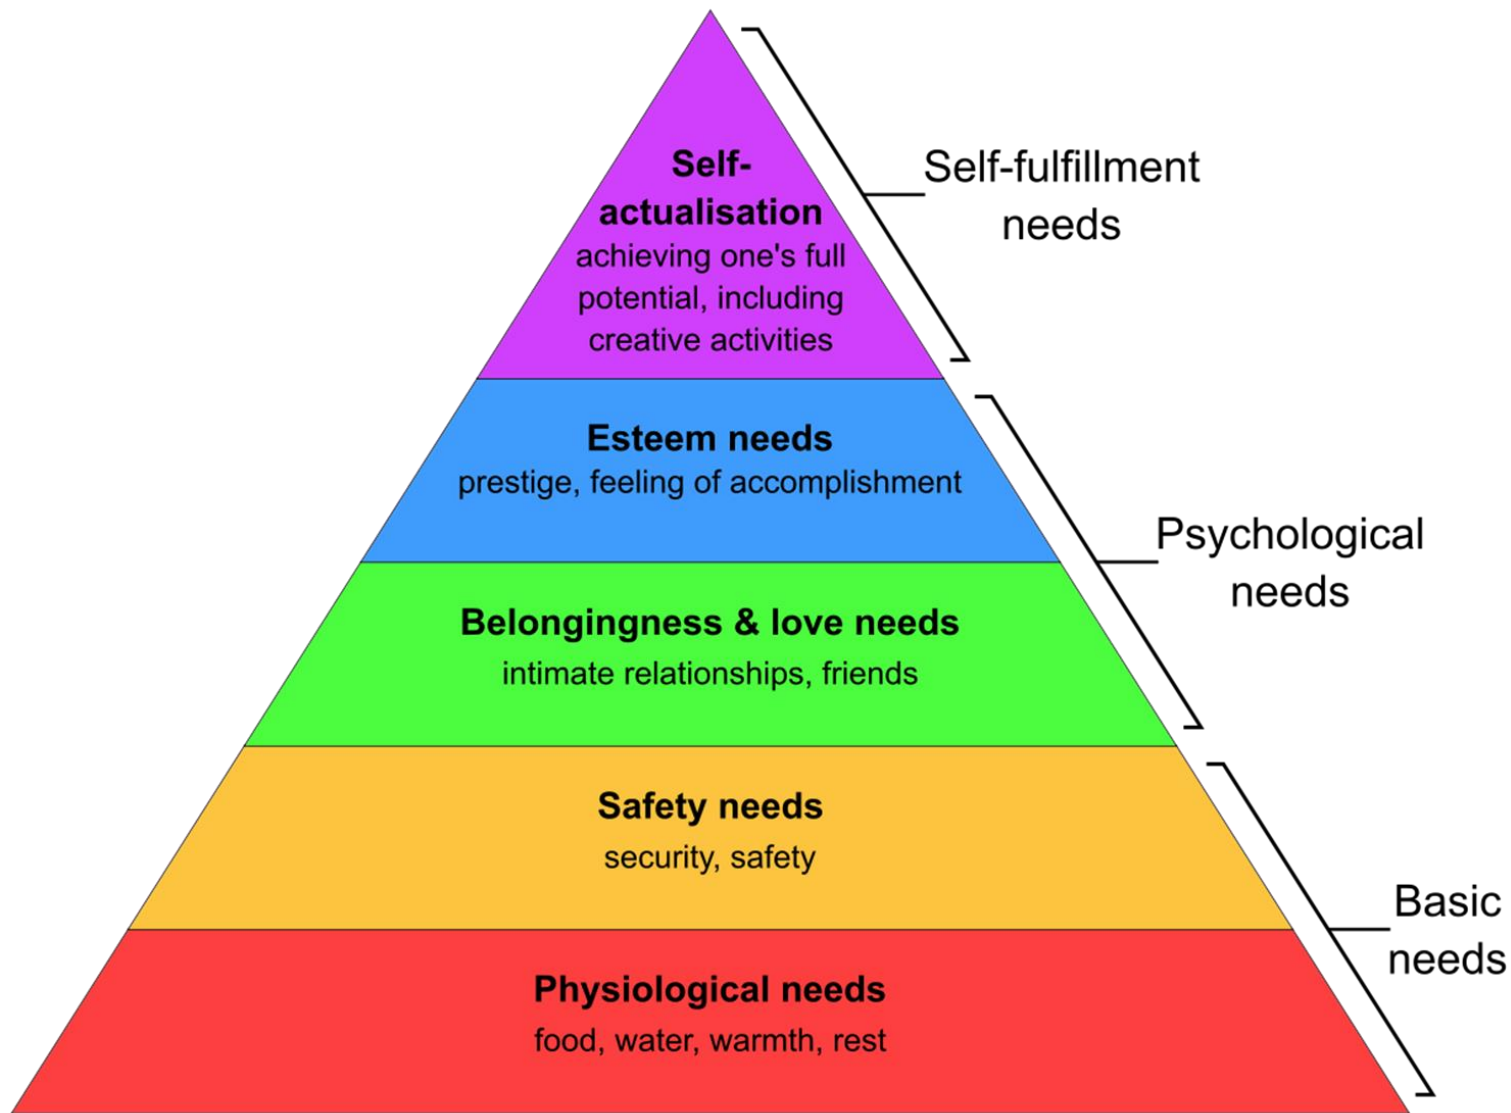 Self-
actualisation
achieving one's full
potential, including
creative activities
Self-fulfillment
needs
Esteem needs
prestige, feeling of accomplishment
Psychological
needs
Belongingness & love needs
intimate relationships, friends
Safety needs
security, safety
Basic
needs
Physiological needs
food, water, warmth, rest